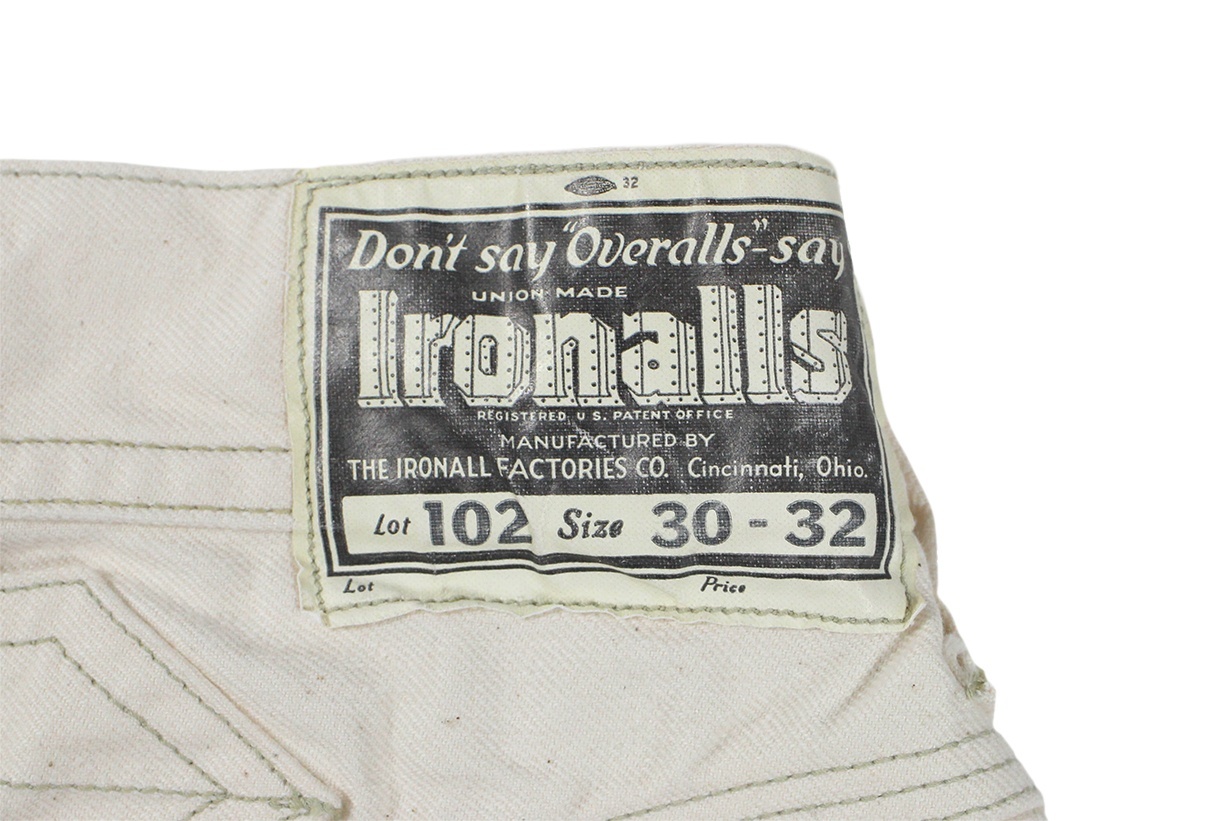 32
Don't say "Overalls"-say
UNION MADE
Ironalls
REGISTERED U S. PATENT OFFICE
MANUFACTURED BY
THE IRONALL FACTORIES CO. Cincinnati, Ohio.
Lot 102 Size 30 - 32
Lot Price